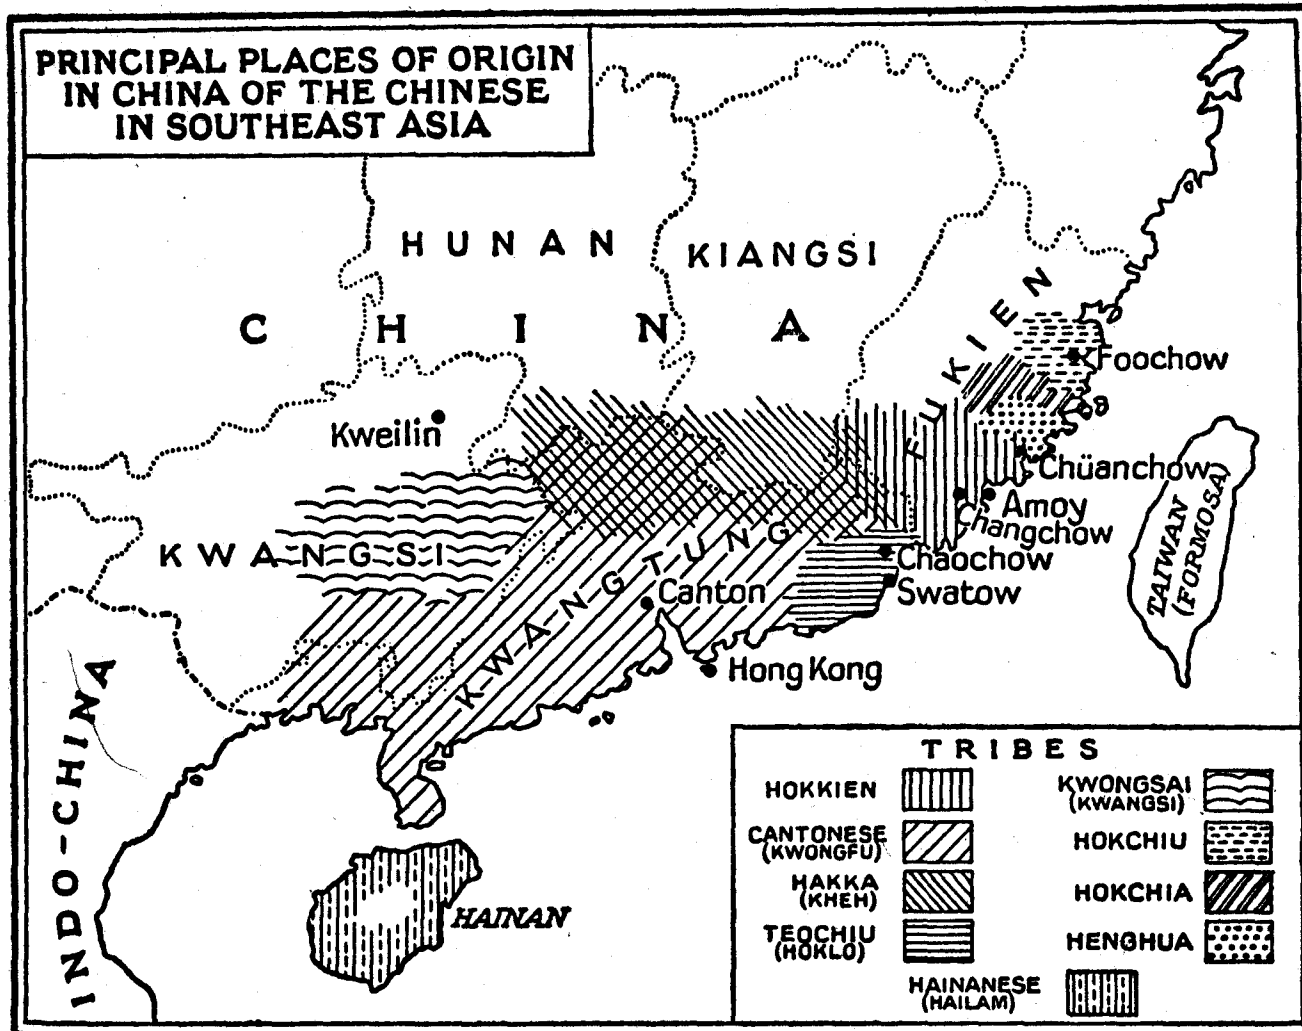 PRINCIPAL PLACES OF ORIGIN
IN CHINA OF THE CHINESE
IN SOUTHEAST ASIA
HUNAN
KIANGSI
CHINA
FUKIEN
Foochow
Kweilin
Chüanchow
Amoy
Changchow
KWANGSI
KWANGTUNG
Chaochow
Canton
Swatow
TAIWAN
(FORMOSA)
Hong Kong
INDO-CHINA
HAINAN
TRIBES
HOKKIEN
CANTONESE
(KWONGFU)
HAKKA
(KHEH)
TEOCHIU
(HOKLO)
HAINANESE
(HAILAM)
KWONGSAI
(KWANGSI)
HOKCHIU
HOKCHIA
HENGHUA